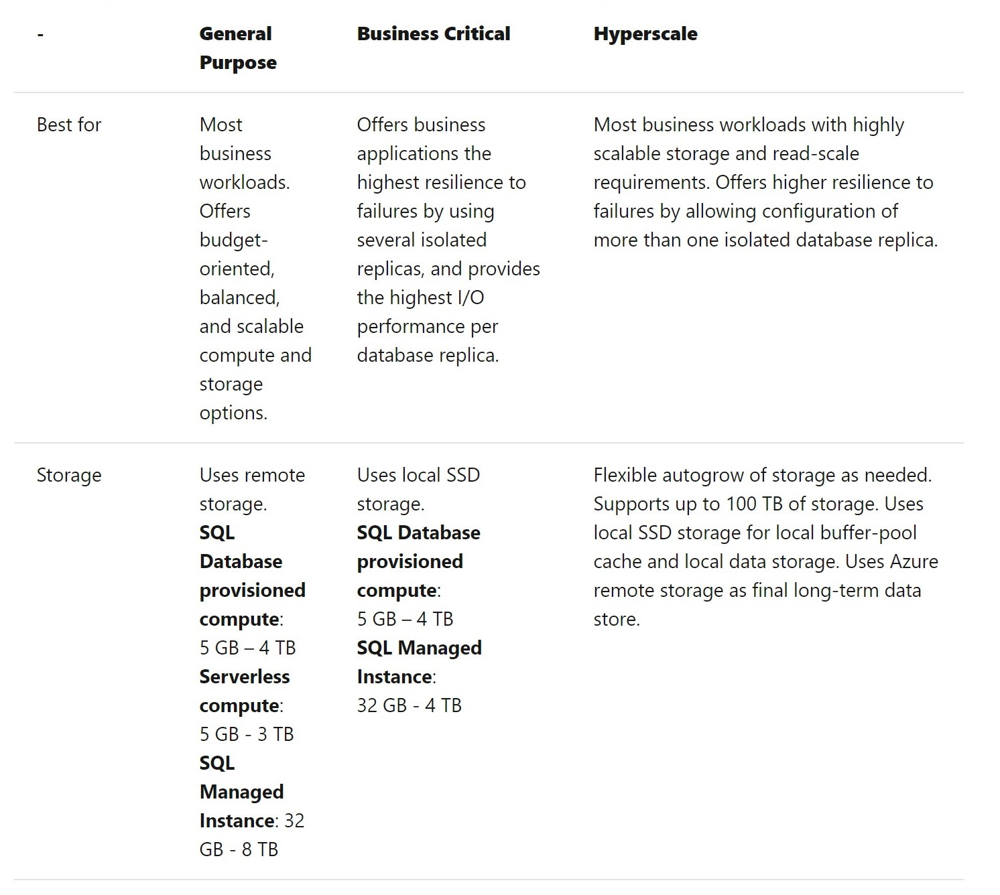 -
General
Purpose
Business Critical
Hyperscale
Best for
Most
business
workloads.
Offers
budget-
oriented,
balanced,
and scalable
compute and
storage
options.
Offers business
applications the
highest resilience to
failures by using
several isolated
replicas, and provides
the highest I/O
performance per
database replica.
Most business workloads with highly
scalable storage and read-scale
requirements. Offers higher resilience to
failures by allowing configuration of
more than one isolated database replica.
Storage
Uses remote
storage.
SQL
Database
provisioned
compute:
5 GB – 4 TB
Serverless
compute:
5 GB - 3 TB
SQL
Managed
Instance: 32
GB - 8 TB
Uses local SSD
storage.
SQL Database
provisioned
compute:
5 GB – 4 TB
SQL Managed
Instance:
32 GB - 4 TB
Flexible autogrow of storage as needed.
Supports up to 100 TB of storage. Uses
local SSD storage for local buffer-pool
cache and local data storage. Uses Azure
remote storage as final long-term data
store.